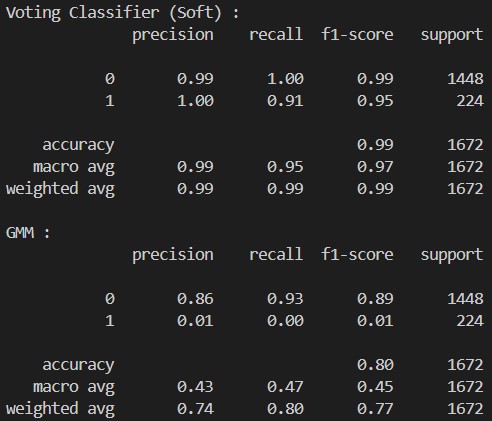 Voting Classifier (Soft) :
precision recall f1-score support
0 0.99 1.00 0.99 1448
1 1.00 0.91 0.95 224
accuracy 0.99 1672
macro avg 0.99 0.95 0.97 1672
weighted avg 0.99 0.99 0.99 1672
GMM :
precision recall f1-score support
0 0.86 0.93 0.89 1448
1 0.01 0.00 0.01 224
accuracy 0.80 1672
macro avg 0.43 0.47 0.45 1672
weighted avg 0.74 0.80 0.77 1672